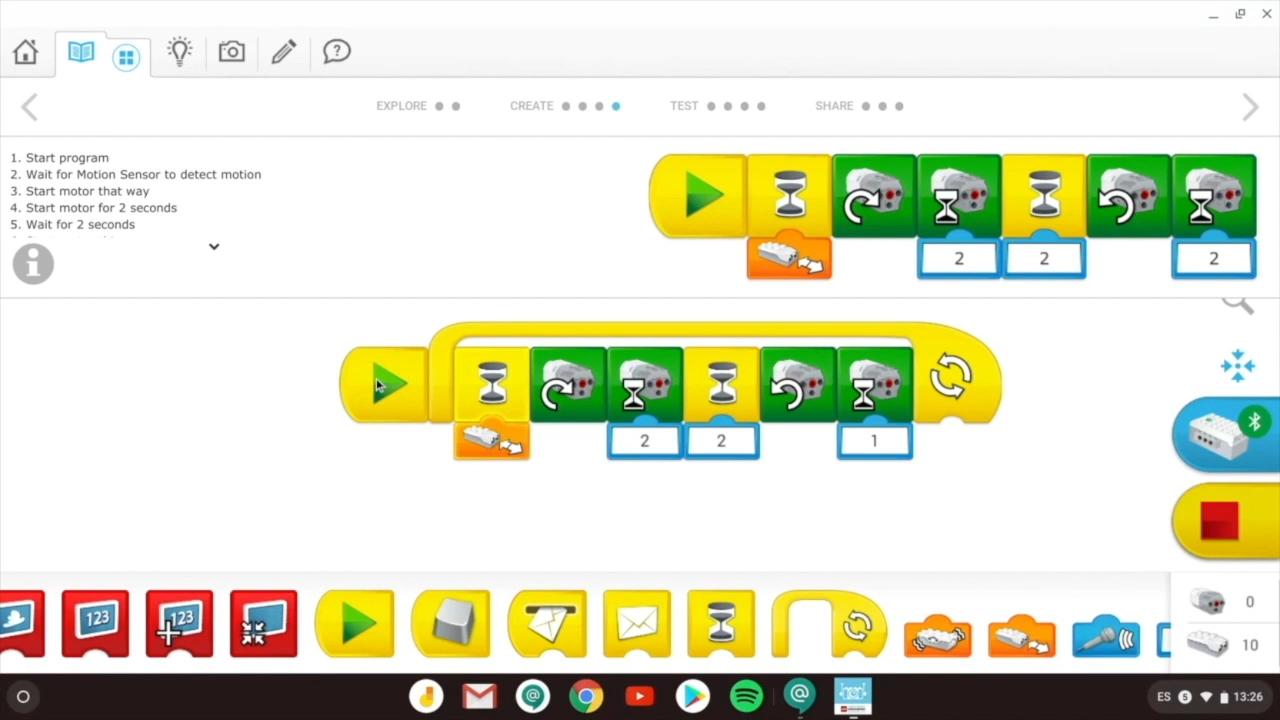 EXPLORE
CREATE
TEST
SHARE
1. Start program
2. Wait for Motion Sensor to detect motion
3. Start motor that way
4. Start motor for 2 seconds
5. Wait for 2 seconds
2
2
2
2
2
1
123
123
0
10
ES
5
13:26